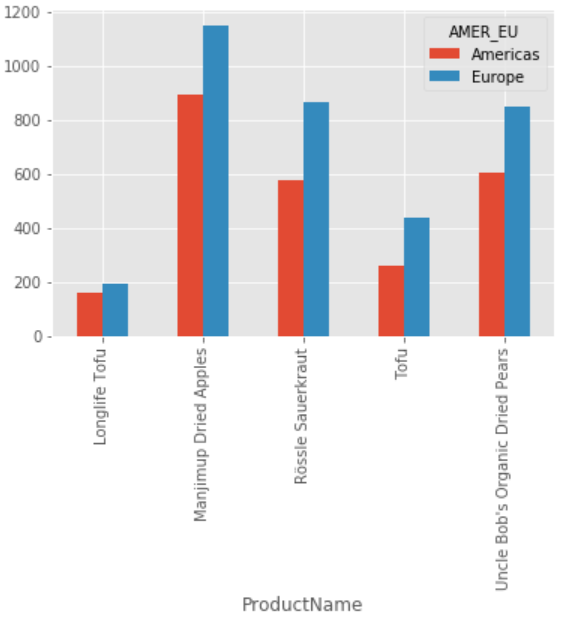 1200
1000
800
600
400
200
0
AMER_EU
Americas
Europe
Longlife Tofu
Manjimup Dried Apples
Rössle Sauerkraut
Tofu
Uncle Bob's Organic Dried Pears
ProductName